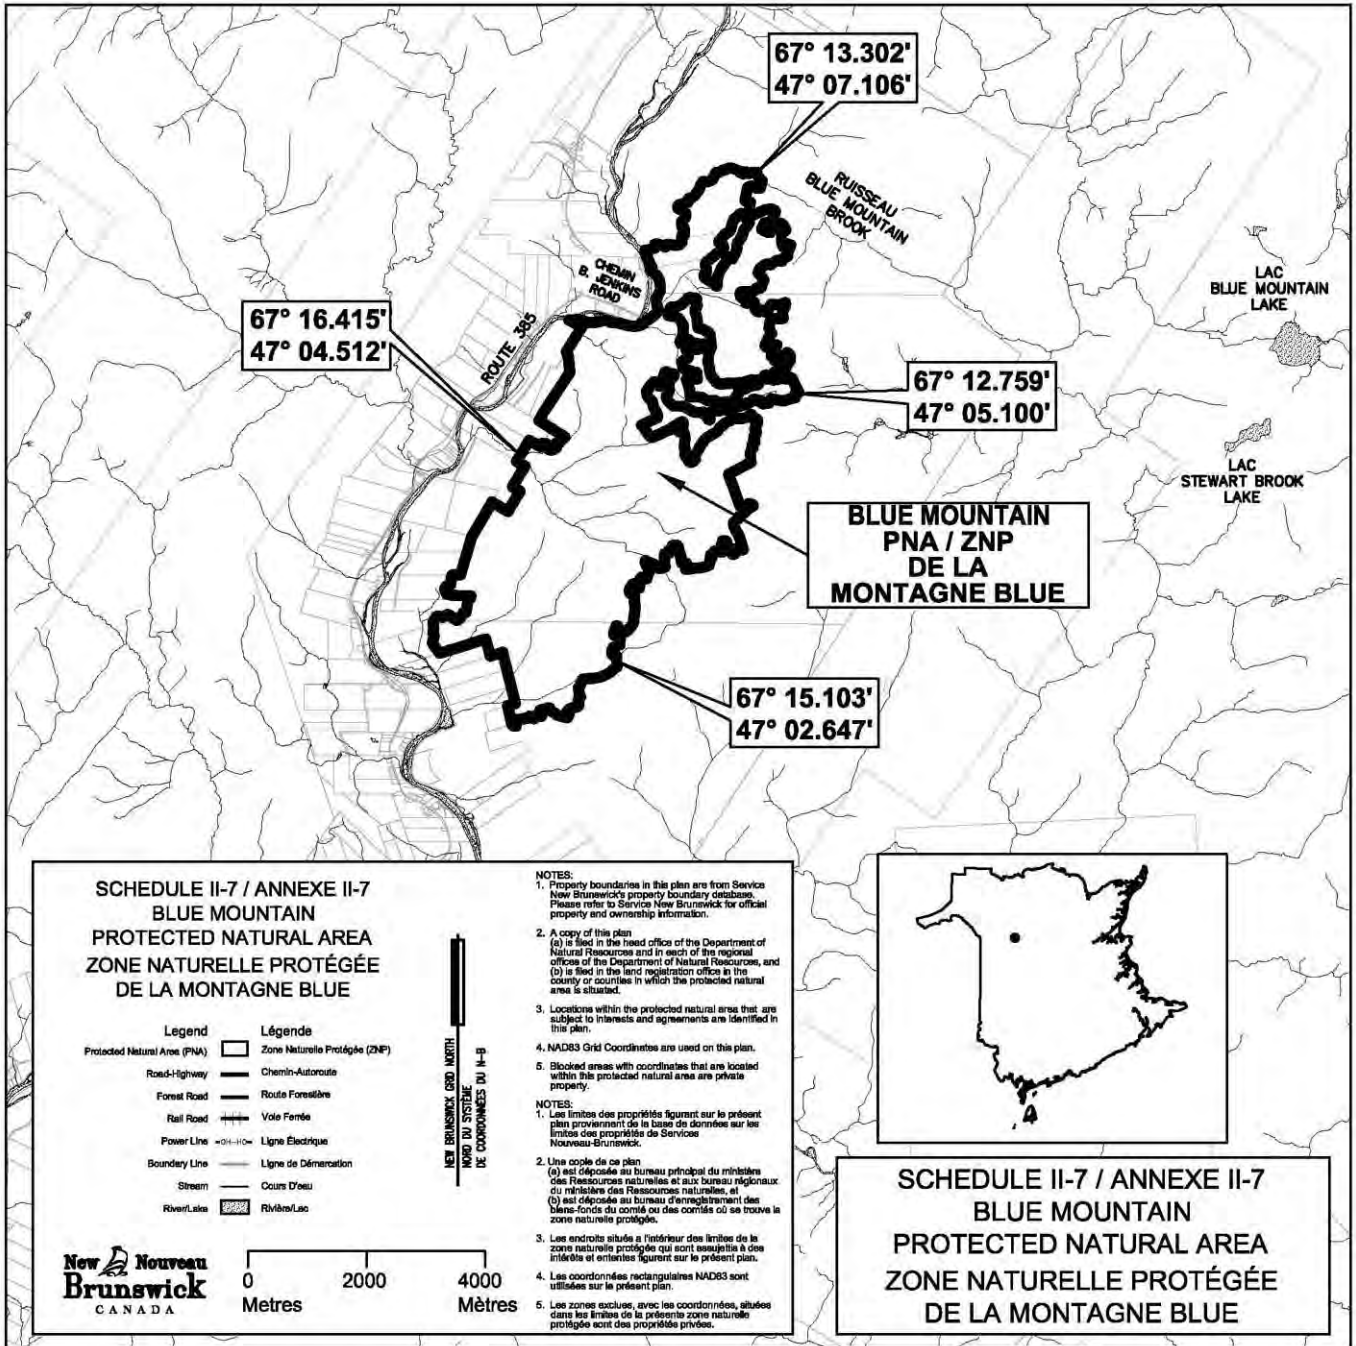 67° 13.302'
47° 07.106'
RUISSEAU
BLUE MOUNTAIN
BROOK
CHEMIN
B. JENKINS
ROAD
LAC
BLUE MOUNTAIN
LAKE
67° 16.415'
47° 04.512'
ROUTE 385
67° 12.759'
47° 05.100'
LAC
STEWART BROOK
LAKE
BLUE MOUNTAIN
PNA / ZNP
DE LA
MONTAGNE BLUE
67° 15.103'
47° 02.647'
SCHEDULE II-7 / ANNEXE II-7
BLUE MOUNTAIN
PROTECTED NATURAL AREA
ZONE NATURELLE PROTÉGÉE
DE LA MONTAGNE BLUE
Legend Légende
Protected Natural Area (PNA) Zone Naturelle Protégée (ZNP)
Road-Highway Chemin-Autoroute
Forest Road Route Forestière
Rail Road Voie Ferrée
Power Line -OH-HO- Ligne Électrique
Boundary Line Ligne de Démarcation
Stream Cours D'eau
River/Lake Rivière/Lac
NEW BRUNSWICK GRID NORTH
NORD DU SYSTÈME
DE COORDONNÉES DU N-B
New Nouveau
Brunswick
CANADA
0 2000 4000
Metres Mètres
NOTES:
1. Property boundaries in this plan are from Service
New Brunswick's property boundary database.
Please refer to Service New Brunswick for official
property and ownership information.
2. A copy of this plan
(a) is filed in the head office of the Department of
Natural Resources and in each of the regional
offices of the Department of Natural Resources, and
(b) is filed in the land registration office in the
county or counties in which the protected natural
area is situated.
3. Locations within the protected natural area that are
subject to interests and agreements are identified in
this plan.
4. NAD83 Grid Coordinates are used on this plan.
5. Blocked areas with coordinates that are located
within this protected natural area are private
property.
NOTES:
1. Les limites des propriétés figurant sur le présent
plan proviennent de la base de données sur les
limites des propriétés de Services
Nouveau-Brunswick.
2. Une copie de ce plan
(a) est déposée au bureau principal du ministère
des Ressources naturelles et aux bureau régionaux
du ministère des Ressources naturelles, et
(b) est déposée au bureau d'enregistrement des
biens-fonds du comté ou des comtés où se trouve la
zone naturelle protégée.
3. Les endroits situés a l'intérieur des limites de la
zone naturelle protégée qui sont assujettis à des
intérêts et ententes figurent sur le présent plan.
4. Les coordonnées rectangulaires NAD83 sont
utilisées sur le présent plan.
5. Les zones exclues, avec les coordonnées, situées
dans les limites de la présente zone naturelle
protégée sont des propriétés privées.
SCHEDULE II-7 / ANNEXE II-7
BLUE MOUNTAIN
PROTECTED NATURAL AREA
ZONE NATURELLE PROTÉGÉE
DE LA MONTAGNE BLUE